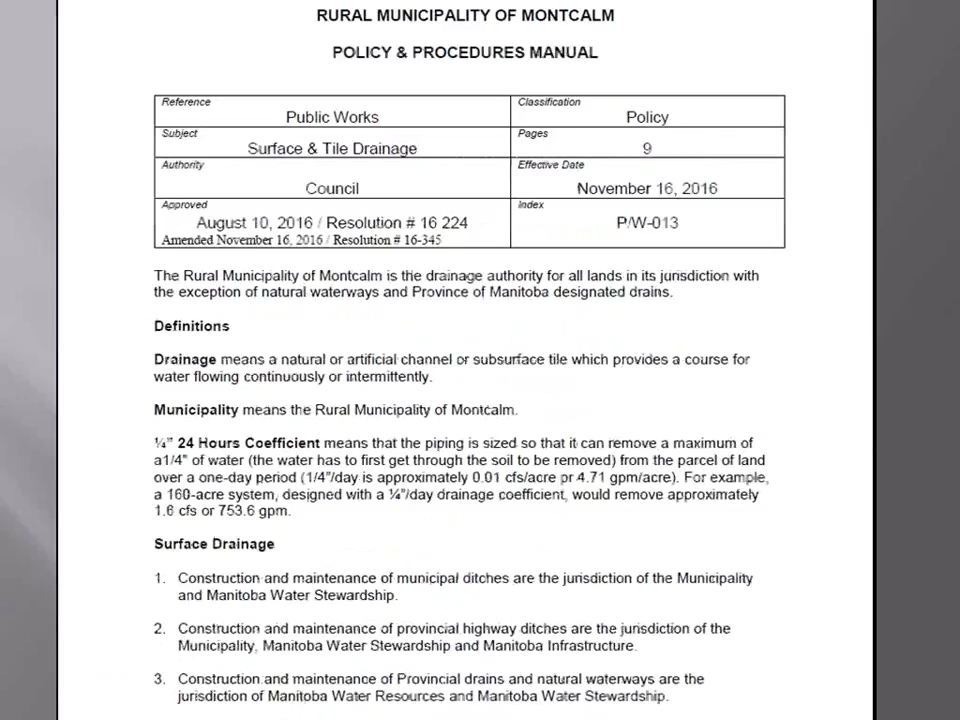 RURAL MUNICIPALITY OF MONTCALM
POLICY & PROCEDURES MANUAL
Reference
Public Works
Classification
Policy
Subject
Surface & Tile Drainage
Pages
9
Authority
Council
Effective Date
November 16, 2016
Approved
August 10, 2016 / Resolution # 16 224
Amended November 16, 2016 / Resolution # 16-345
Index
P/W-013
The Rural Municipality of Montcalm is the drainage authority for all lands in its jurisdiction with
the exception of natural waterways and Province of Manitoba designated drains.
Definitions
Drainage means a natural or artificial channel or subsurface tile which provides a course for
water flowing continuously or intermittently.
Municipality means the Rural Municipality of Montcalm.
¼" 24 Hours Coefficient means that the piping is sized so that it can remove a maximum of
a1/4" of water (the water has to first get through the soil to be removed) from the parcel of land
over a one-day period (1/4"/day is approximately 0.01 cfs/acre pr 4.71 gpm/acre). For example,
a 160-acre system, designed with a ¼"/day drainage coefficient, would remove approximately
1.6 cfs or 753.6 gpm.
Surface Drainage
1. Construction and maintenance of municipal ditches are the jurisdiction of the Municipality
and Manitoba Water Stewardship.
2. Construction and maintenance of provincial highway ditches are the jurisdiction of the
Municipality, Manitoba Water Stewardship and Manitoba Infrastructure.
3. Construction and maintenance of Provincial drains and natural waterways are the
jurisdiction of Manitoba Water Resources and Manitoba Water Stewardship.